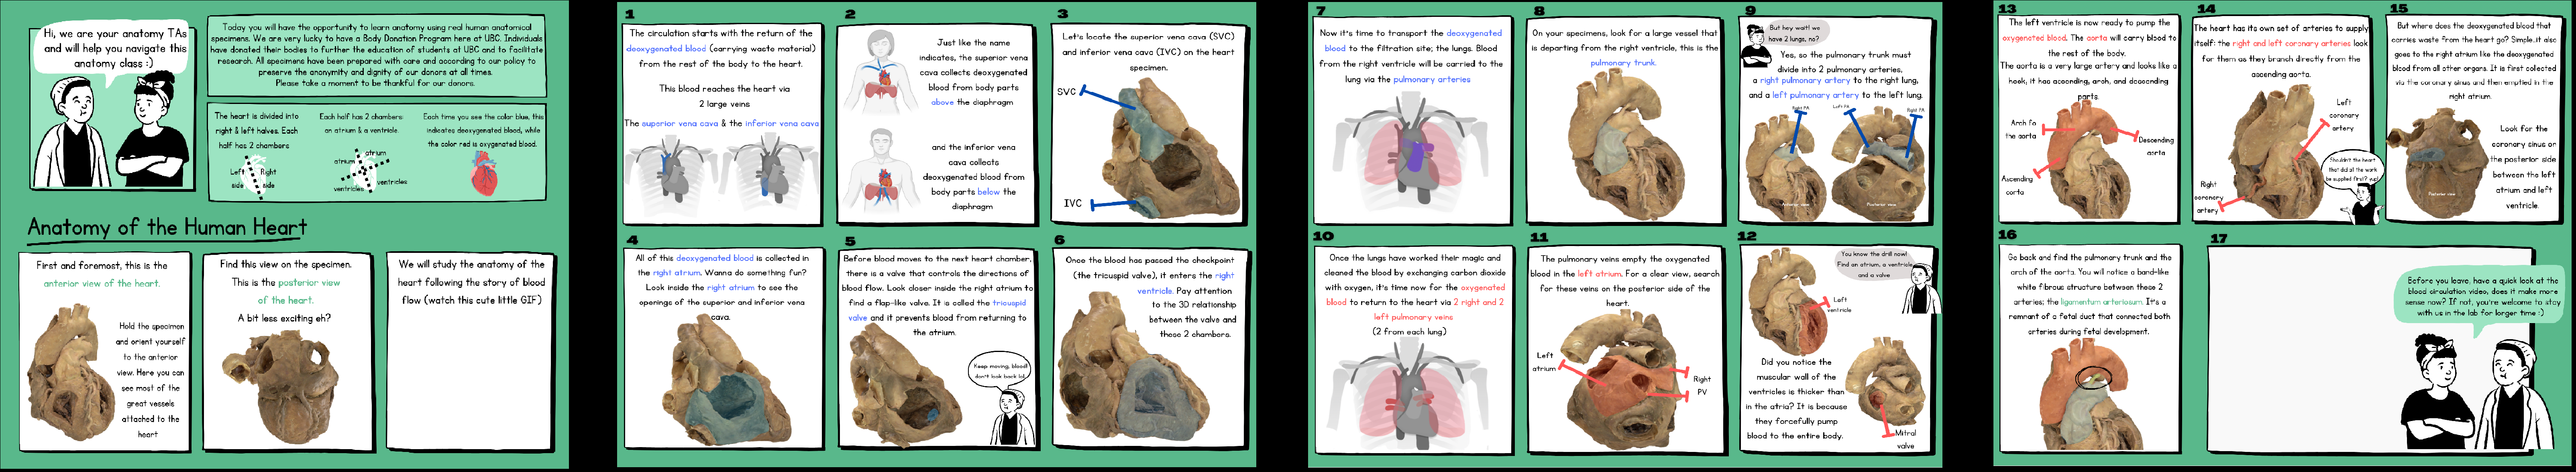 Hi, we are your anatomy TAs
and will help you navigate this
anatomy class :)
Today you will have the opportunity to learn anatomy using real human anatomical
specimens. We are very lucky to have a Body Donation Program here at UBC. Individuals
have donated their bodies to further the education of students at UBC and to facilitate
research. All specimens have been prepared with care and according to our policy to
preserve the anonymity and dignity of our donors at all times.
Please take a moment to be thankful for our donors.
The heart is divided into
right & left halves. Each
half has 2 chambers
Left side
Right side
Each half has 2 chambers:
an atrium & a ventricle.
atrium
atrium
ventricles
ventricles
Each time you see the color blue, this
indicates deoxygenated blood, while
the color red is oxygenated blood.
Anatomy of the Human Heart
First and foremost, this is the
anterior view of the heart.
Hold the specimen
and orient yourself
to the anterior
view. Here you can
see most of the
great vessels
attached to the
heart
Find this view on the specimen.
This is the posterior view
of the heart.
A bit less exciting eh?
We will study the anatomy of the
heart following the story of blood
flow (watch this cute little GIF)
1
The circulation starts with the return of the
deoxygenated blood (carrying waste material)
from the rest of the body to the heart.
This blood reaches the heart via
2 large veins
The superior vena cava & the inferior vena cava
2
Just like the name
indicates, the superior vena
cava collects deoxygenated
blood from body parts
above the diaphragm
and the inferior vena
cava collects
deoxygenated blood from
body parts below the
diaphragm
3
Let's locate the superior vena cava (SVC)
and inferior vena cava (IVC) on the heart
specimen.
SVC
IVC
4
All of this deoxygenated blood is collected in
the right atrium. Wanna do something fun?
Look inside the right atrium to see the
openings of the superior and inferior vena
cava.
5
Before blood moves to the next heart chamber,
there is a valve that controls the directions of
blood flow. Look closer inside the right atrium to
find a flap-like valve. It is called the tricuspid
valve and it prevents blood from returning to
the atrium.
Keep moving, blood!
don't look back lol
6
Once the blood has passed the checkpoint
(the tricuspid valve), it enters the right
ventricle. Pay attention
to the 3D relationship
between the valve and
these 2 chambers.
7
Now it's time to transport the deoxygenated
blood to the filtration site; the lungs. Blood
from the right ventricle will be carried to the
lung via the pulmonary arteries
8
On your specimens, look for a large vessel that
is departing from the right ventricle, this is the
pulmonary trunk.
9
But hey wait! we
have 2 lungs, no?
Yes, so the pulmonary trunk must
divide into 2 pulmonary arteries,
a right pulmonary artery to the right lung,
and a left pulmonary artery to the left lung.
Right PA
Left PA
Right PA
Anterior view
Posterior view
10
Once the lungs have worked their magic and
cleaned the blood by exchanging carbon dioxide
with oxygen, it's time now for the oxygenated
blood to return to the heart via 2 right and 2
left pulmonary veins
(2 from each lung)
11
The pulmonary veins empty the oxygenated
blood in the left atrium. For a clear view, search
for these veins on the posterior side of the
heart.
Left
atrium
Right
PV
12
You know the drill now!
Find an atrium, a ventricle
and a valve
Left
ventricle
Did you notice the
muscular wall of the
ventricles is thicker than
in the atria? It is because
they forcefully pump
blood to the entire body.
Mitral
valve
13
The left ventricle is now ready to pump the
oxygenated blood. The aorta will carry blood to
the rest of the body.
The aorta is a very large artery and looks like a
hook, it has ascending, arch, and descending
parts.
Arch fo
the aorta
Descending
aorta
Ascending
aorta
14
The heart has its own set of arteries to supply
itself: the right and left coronary arteries look
for them as they branch directly from the
ascending aorta.
Left
coronary
artery
Right
coronary
artery
Shouldn't the heart
that did all the work
be supplied first? yup!
15
But where does the deoxygenated blood that
carries waste from the heart go? Simple..it also
goes to the right atrium like the deoxygenated
blood from all other organs. It is first collected
via the coronary sinus and then emptied in the
right atrium.
Look for the
coronary sinus on
the posterior side
between the left
atrium and left
ventricle.
Posterior view
16
Go back and find the pulmonary trunk and the
arch of the aorta. You will notice a band-like
white fibrous structure between these 2
arteries; the ligamentum arteriosum. It's a
remnant of a fetal duct that connected both
arteries during fetal development.
17
Before you leave, have a quick look at the
blood circulation video, does it make more
sense now? If not, you're welcome to stay
with us in the lab for longer time :)